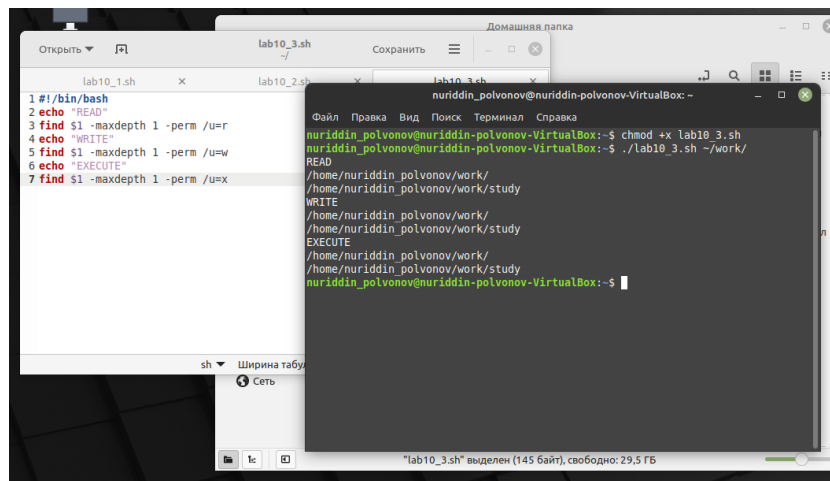 Домашняя папка
Открыть
lab10_3.sh
~/
Сохранить
lab10_1.sh
lab10_2.sh
lab10_3.sh
1 #!/bin/bash
2 echo "READ"
3 find $1 -maxdepth 1 -perm /u=r
4 echo "WRITE"
5 find $1 -maxdepth 1 -perm /u=w
6 echo "EXECUTE"
7 find $1 -maxdepth 1 -perm /u=x
sh
Ширина табу
nuriddin_polvonov@nuriddin-polvonov-VirtualBox: ~
Файл Правка Вид Поиск Терминал Справка
nuriddin_polvonov@nuriddin-polvonov-VirtualBox:~$ chmod +x lab10_3.sh
nuriddin_polvonov@nuriddin-polvonov-VirtualBox:~$ ./lab10_3.sh ~/work/
READ
/home/nuriddin_polvonov/work/
/home/nuriddin_polvonov/work/study
WRITE
/home/nuriddin_polvonov/work/
/home/nuriddin_polvonov/work/study
EXECUTE
/home/nuriddin_polvonov/work/
/home/nuriddin_polvonov/work/study
nuriddin_polvonov@nuriddin-polvonov-VirtualBox:~$
Сеть
"lab10_3.sh" выделен (145 байт), свободно: 29,5 ГБ